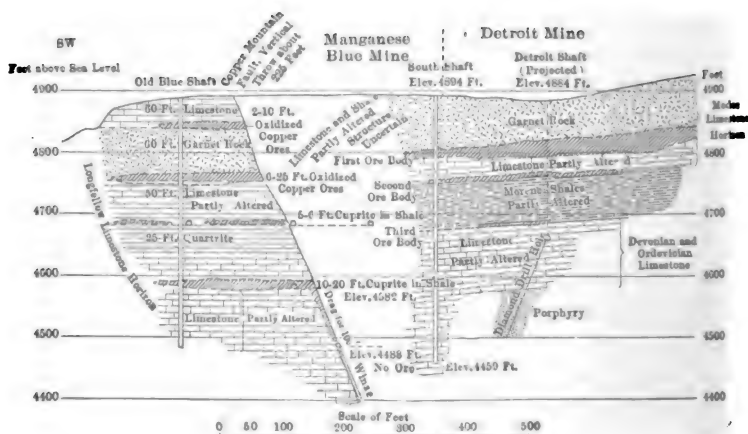 SW
Feet above Sea Level
Old Blue Shaft
Copper Mountain
Fault, Vertical
Throw about
225 Feet
Manganese
Blue Mine
South Shaft
Elev. 4894 Ft.
Detroit Mine
Detroit Shaft
(Projected)
Elev. 4884 Ft.
Feet
4900
4800
4700
4600
4500
4400
60 Ft. Limestone
60 Ft. Garnet Rock
50 Ft. Limestone
Partly Altered
25 Ft. Quartzite
Limestone
Partly Altered
Longfellow Limestone Horizon
2-10 Ft.
Oxidized
Copper
Ores
0-25 Ft. Oxidized
Copper Ores
5-6 Ft. Cuprite in Shale
10-20 Ft. Cuprite in Shale
Elev. 4582 Ft.
Limestone and Shale
Partly Altered
Structure
Uncertain
First Ore Body
Second
Ore Body
Third
Ore Body
Garnet Rock
Limestone Partly Altered
Morenci Shales
Partly Altered
Limestone
Partly Altered
Diamond Drill Hole
Porphyry
Limestone
Horizon
4900
4800
4700
4600
4500
4400
Devonian and
Ordovician
Limestone
Winze
Elev. 4488 Ft.
No Ore
Elev. 4459 Ft.
Scale of Feet
0 50 100 200 300 400 500